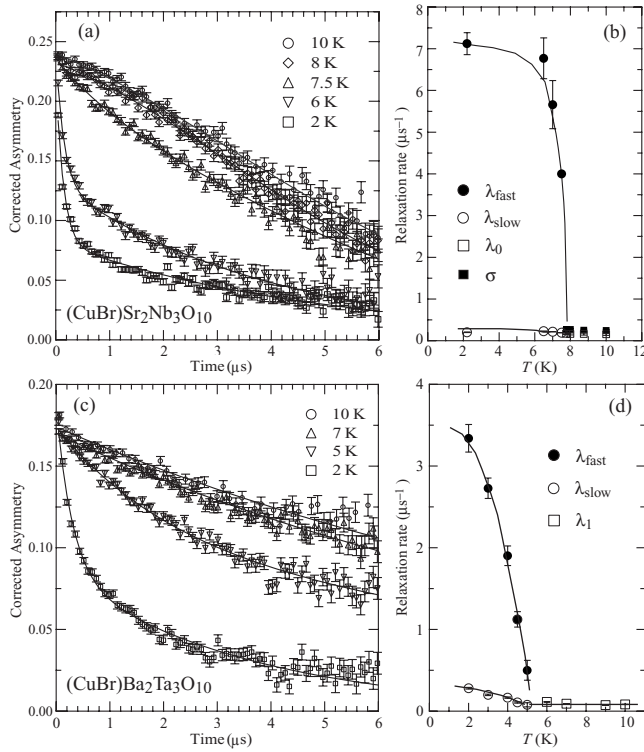 (a)
10 K
8 K
7.5 K
6 K
2 K
0.25
0.20
0.15
0.10
0.05
0.00
Corrected Asymmetry
(CuBr)Sr₂Nb₃O₁₀
0 1 2 3 4 5 6
Time (μs)
(b)
8
7
6
5
4
3
2
1
0
Relaxation rate (μs⁻¹)
λfast
λslow
λ0
σ
0 2 4 6 8 10 12
T (K)
(c)
10 K
7 K
5 K
2 K
0.20
0.15
0.10
0.05
0.00
Corrected Asymmetry
(CuBr)Ba₂Ta₃O₁₀
0 1 2 3 4 5 6
Time (μs)
(d)
4
3
2
1
0
Relaxation rate (μs⁻¹)
λfast
λslow
λ1
0 2 4 6 8 10
T (K)